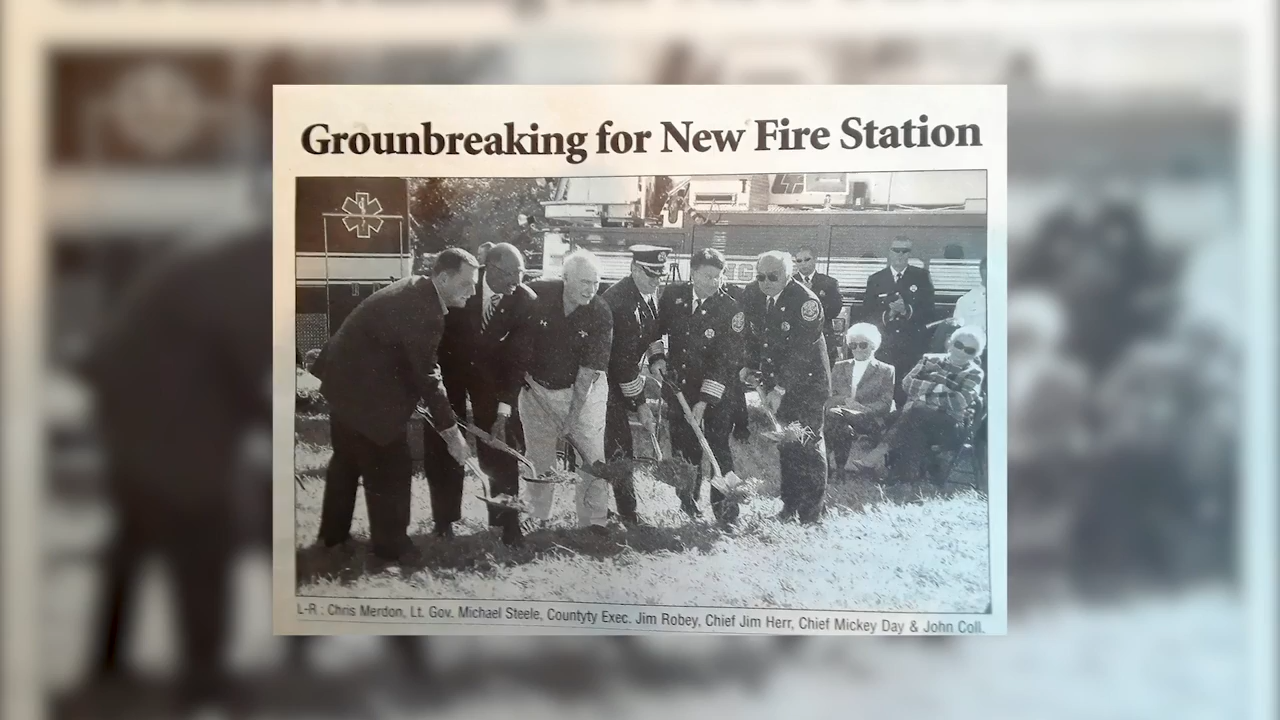 Grounbreaking for New Fire Station
L-R : Chris Merdon, Lt. Gov. Michael Steele, Countyty Exec. Jim Robey, Chief Jim Herr, Chief Mickey Day & John Coll.